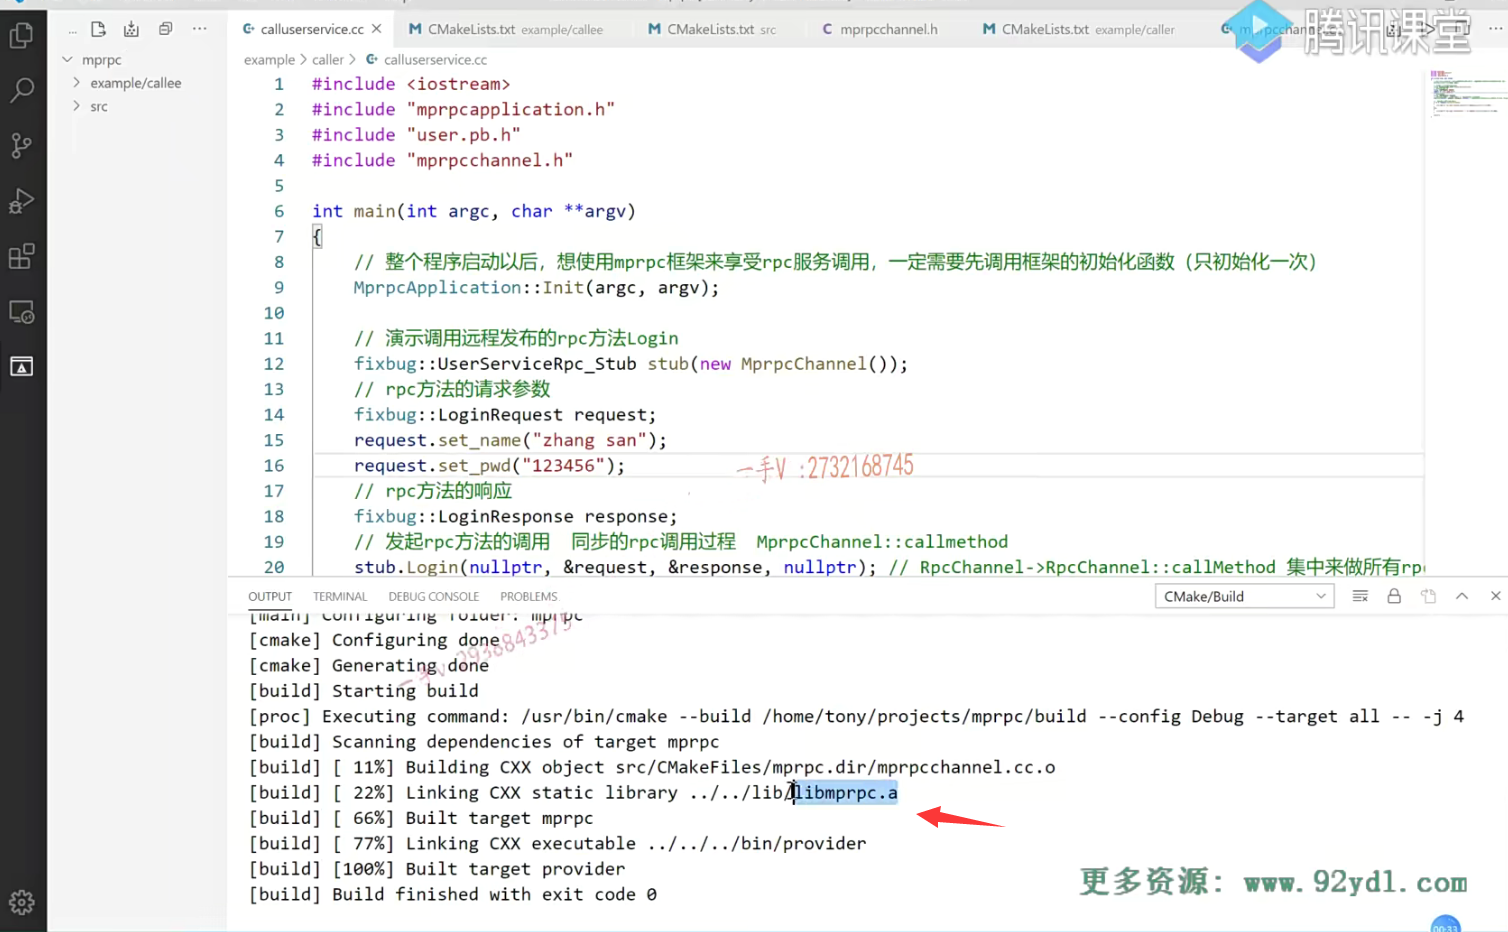 calluserservice.cc
CMakeLists.txt example/callee
CMakeLists.txt src
mprpcchannel.h
CMakeLists.txt example/caller
腾讯课堂
mprpc
example/callee
src
example > caller > calluserservice.cc
1 #include <iostream>
2 #include "mprpcapplication.h"
3 #include "user.pb.h"
4 #include "mprpcchannel.h"
5
6 int main(int argc, char **argv)
7 {
8 // 整个程序启动以后，想使用mprpc框架来享受rpc服务调用，一定需要先调用框架的初始化函数（只初始化一次）
9 MprpcApplication::Init(argc, argv);
10
11 // 演示调用远程发布的rpc方法Login
12 fixbug::UserServiceRpc_Stub stub(new MprpcChannel());
13 // rpc方法的请求参数
14 fixbug::LoginRequest request;
15 request.set_name("zhang san");
16 request.set_pwd("123456");
一手V :2732168745
17 // rpc方法的响应
18 fixbug::LoginResponse response;
19 // 发起rpc方法的调用 同步的rpc调用过程 MprpcChannel::callmethod
20 stub.Login(nullptr, &request, &response, nullptr); // RpcChannel->RpcChannel::callMethod 集中来做所有rpc
OUTPUT TERMINAL DEBUG CONSOLE PROBLEMS
CMake/Build
[main] Configuring folder: mprpc
[cmake] Configuring done
[cmake] Generating done
一手V 2938843375
[build] Starting build
[proc] Executing command: /usr/bin/cmake --build /home/tony/projects/mprpc/build --config Debug --target all -- -j 4
[build] Scanning dependencies of target mprpc
[build] [ 11%] Building CXX object src/CMakeFiles/mprpc.dir/mprpcchannel.cc.o
[build] [ 22%] Linking CXX static library ../../lib/libmprpc.a
[build] [ 66%] Built target mprpc
[build] [ 77%] Linking CXX executable ../../../bin/provider
[build] [100%] Built target provider
[build] Build finished with exit code 0
更多资源: www.92ydl.com
00:33